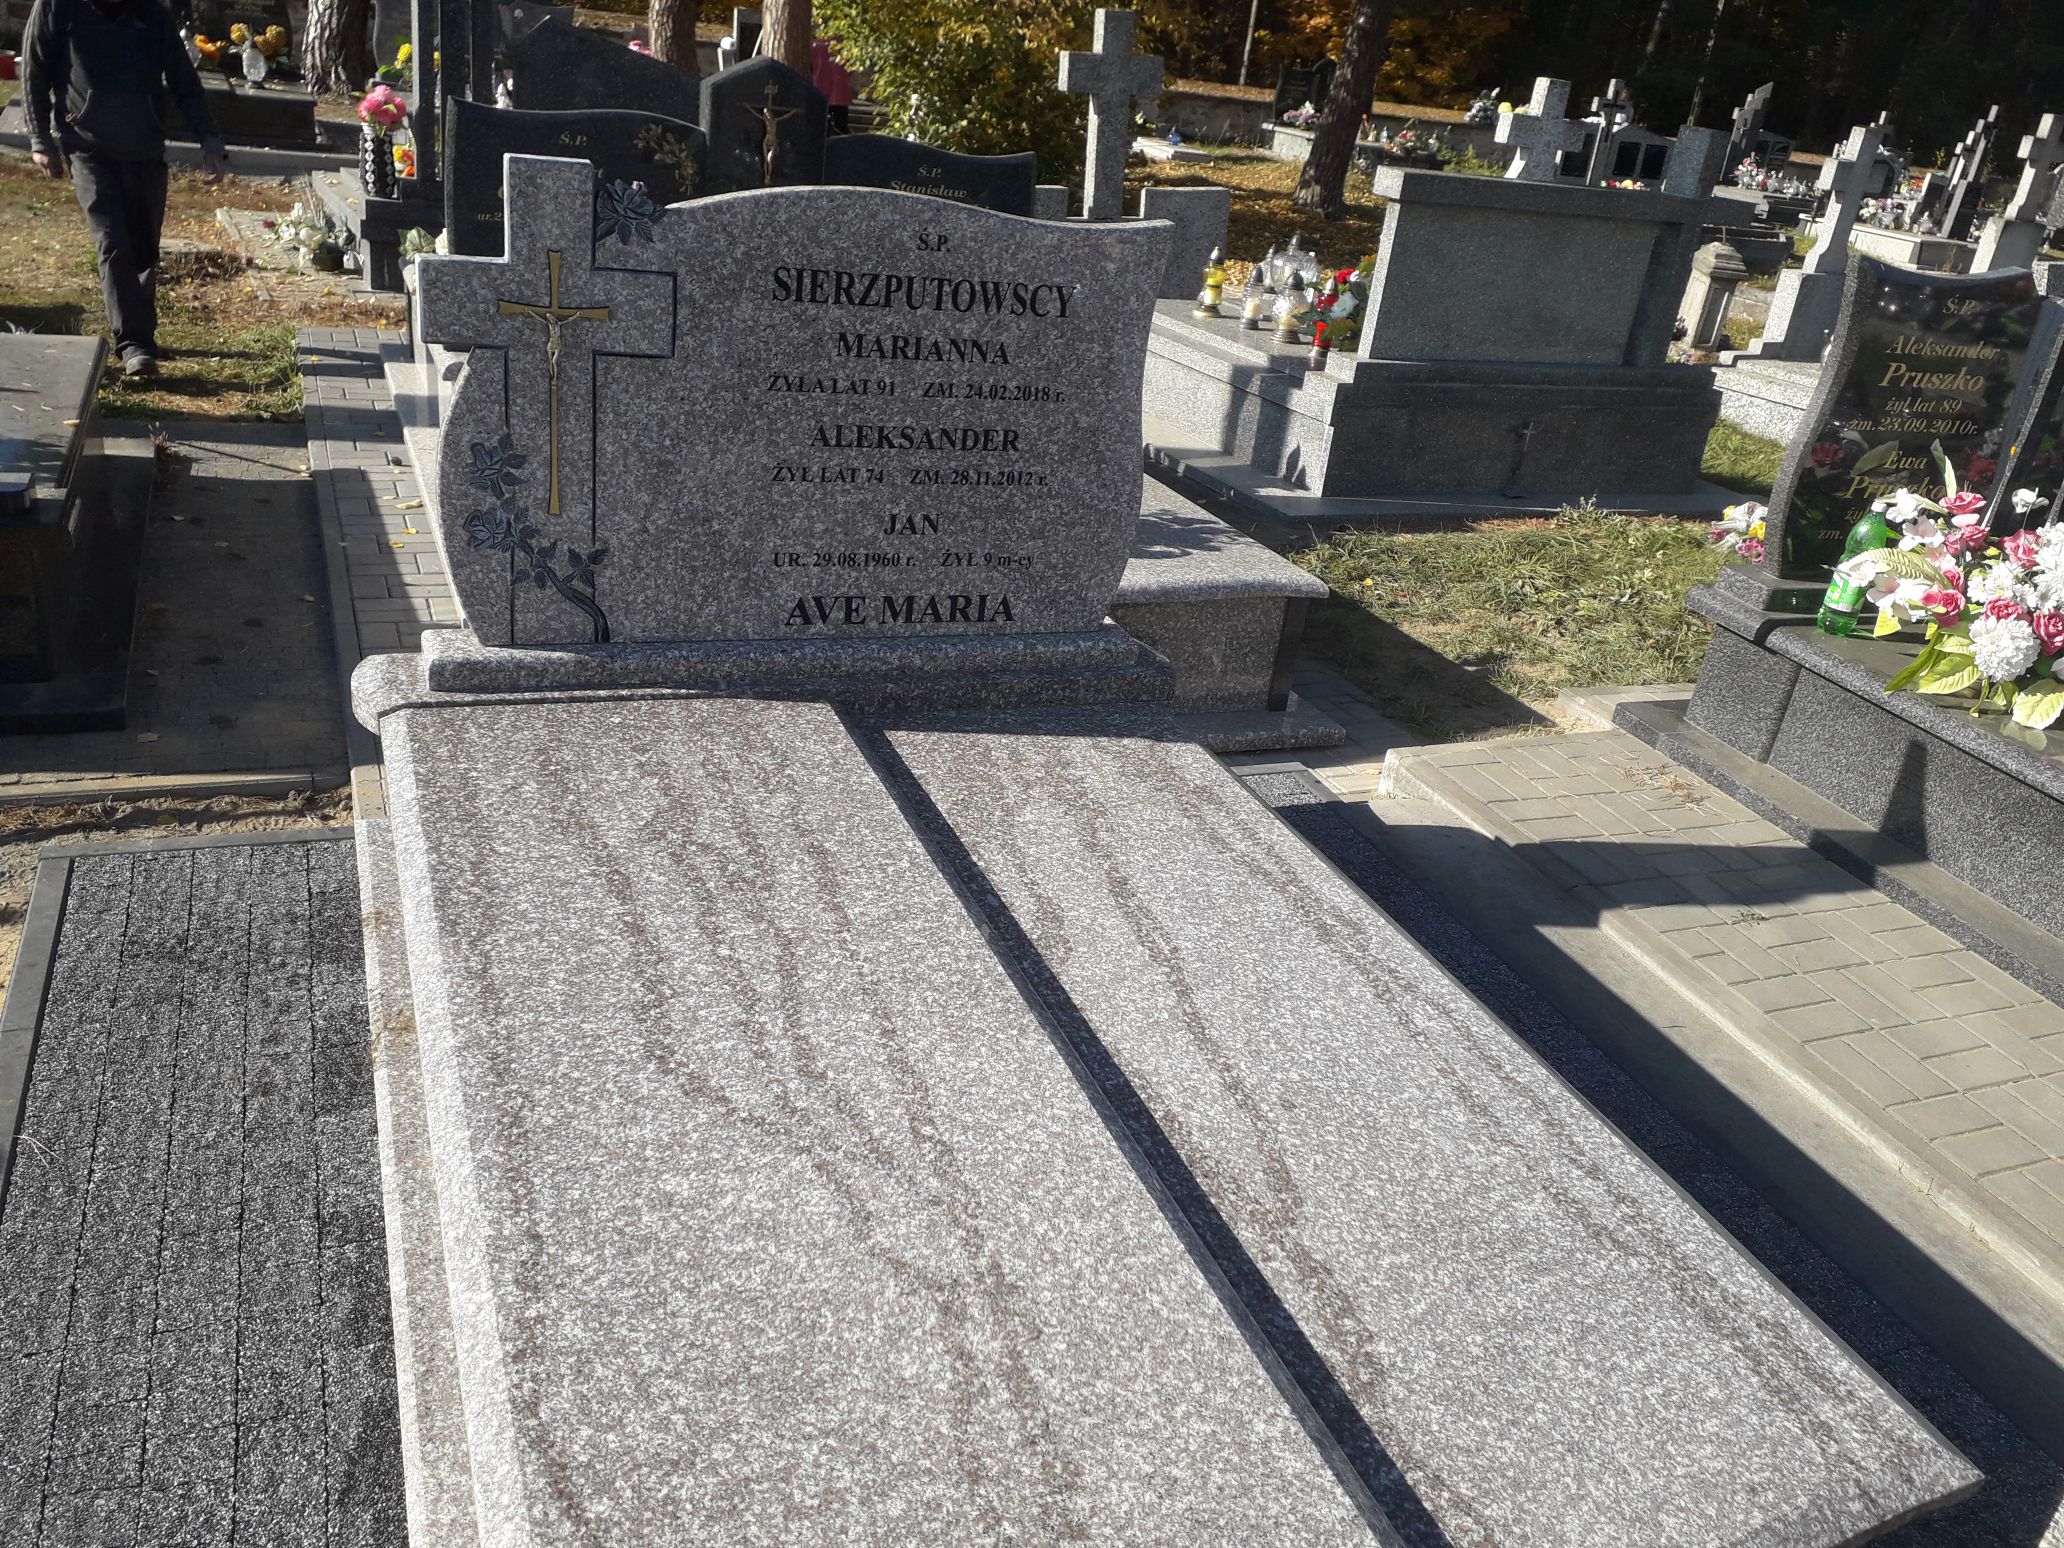 Ś.P.
SIERZPUTOWSCY
MARIANNA
ŻYŁA LAT 91 ZM. 24.02.2018 r.
ALEKSANDER
ŻYŁ LAT 74 ZM. 28.11.2012 r.
JAN
UR. 29.08.1960 r. ŻYŁ 9 m-cy
AVE MARIA
Ś.P.
Ś.P.
Stanisław
Ś.P.
Aleksander
Pruszko
żył lat 89
zm. 23.09.2010r.
Ewa
Pruszko
zm.